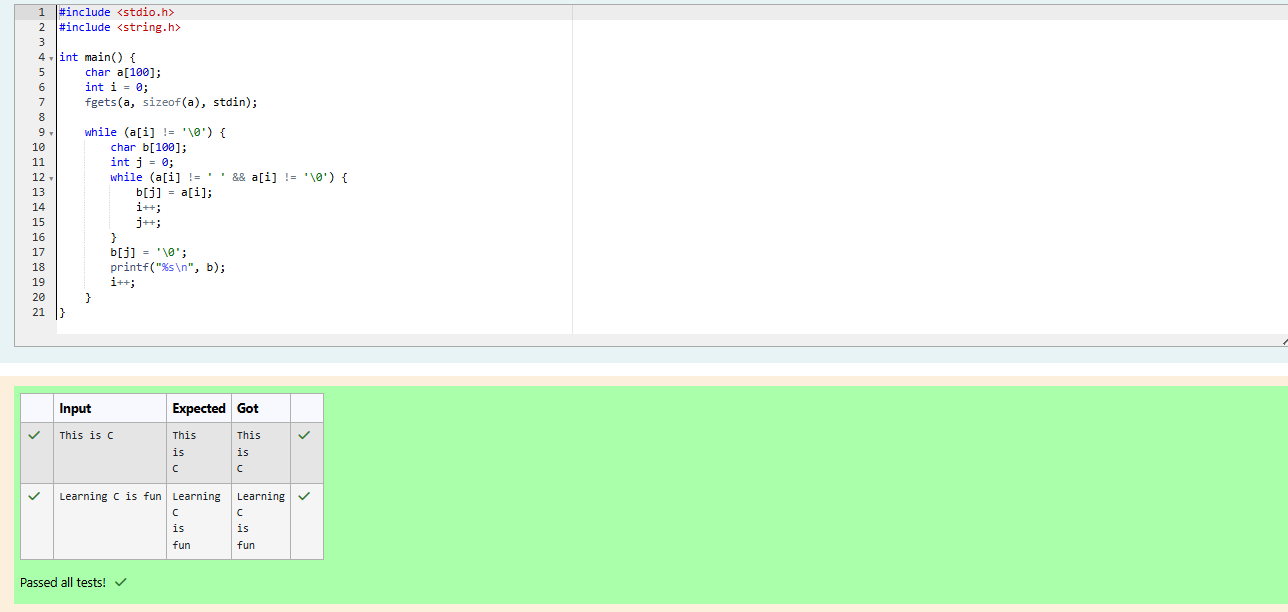 1 #include <stdio.h>
2 #include <string.h>
3
4 int main() {
5     char a[100];
6     int i = 0;
7     fgets(a, sizeof(a), stdin);
8
9     while (a[i] != '\0') {
10         char b[100];
11         int j = 0;
12         while (a[i] != ' ' && a[i] != '\0') {
13             b[j] = a[i];
14             i++;
15             j++;
16         }
17         b[j] = '\0';
18         printf("%s\n", b);
19         i++;
20     }
21 }
Input Expected Got
This is C This This
is is
C C
Learning C is fun Learning Learning
C C
is is
fun fun
Passed all tests!